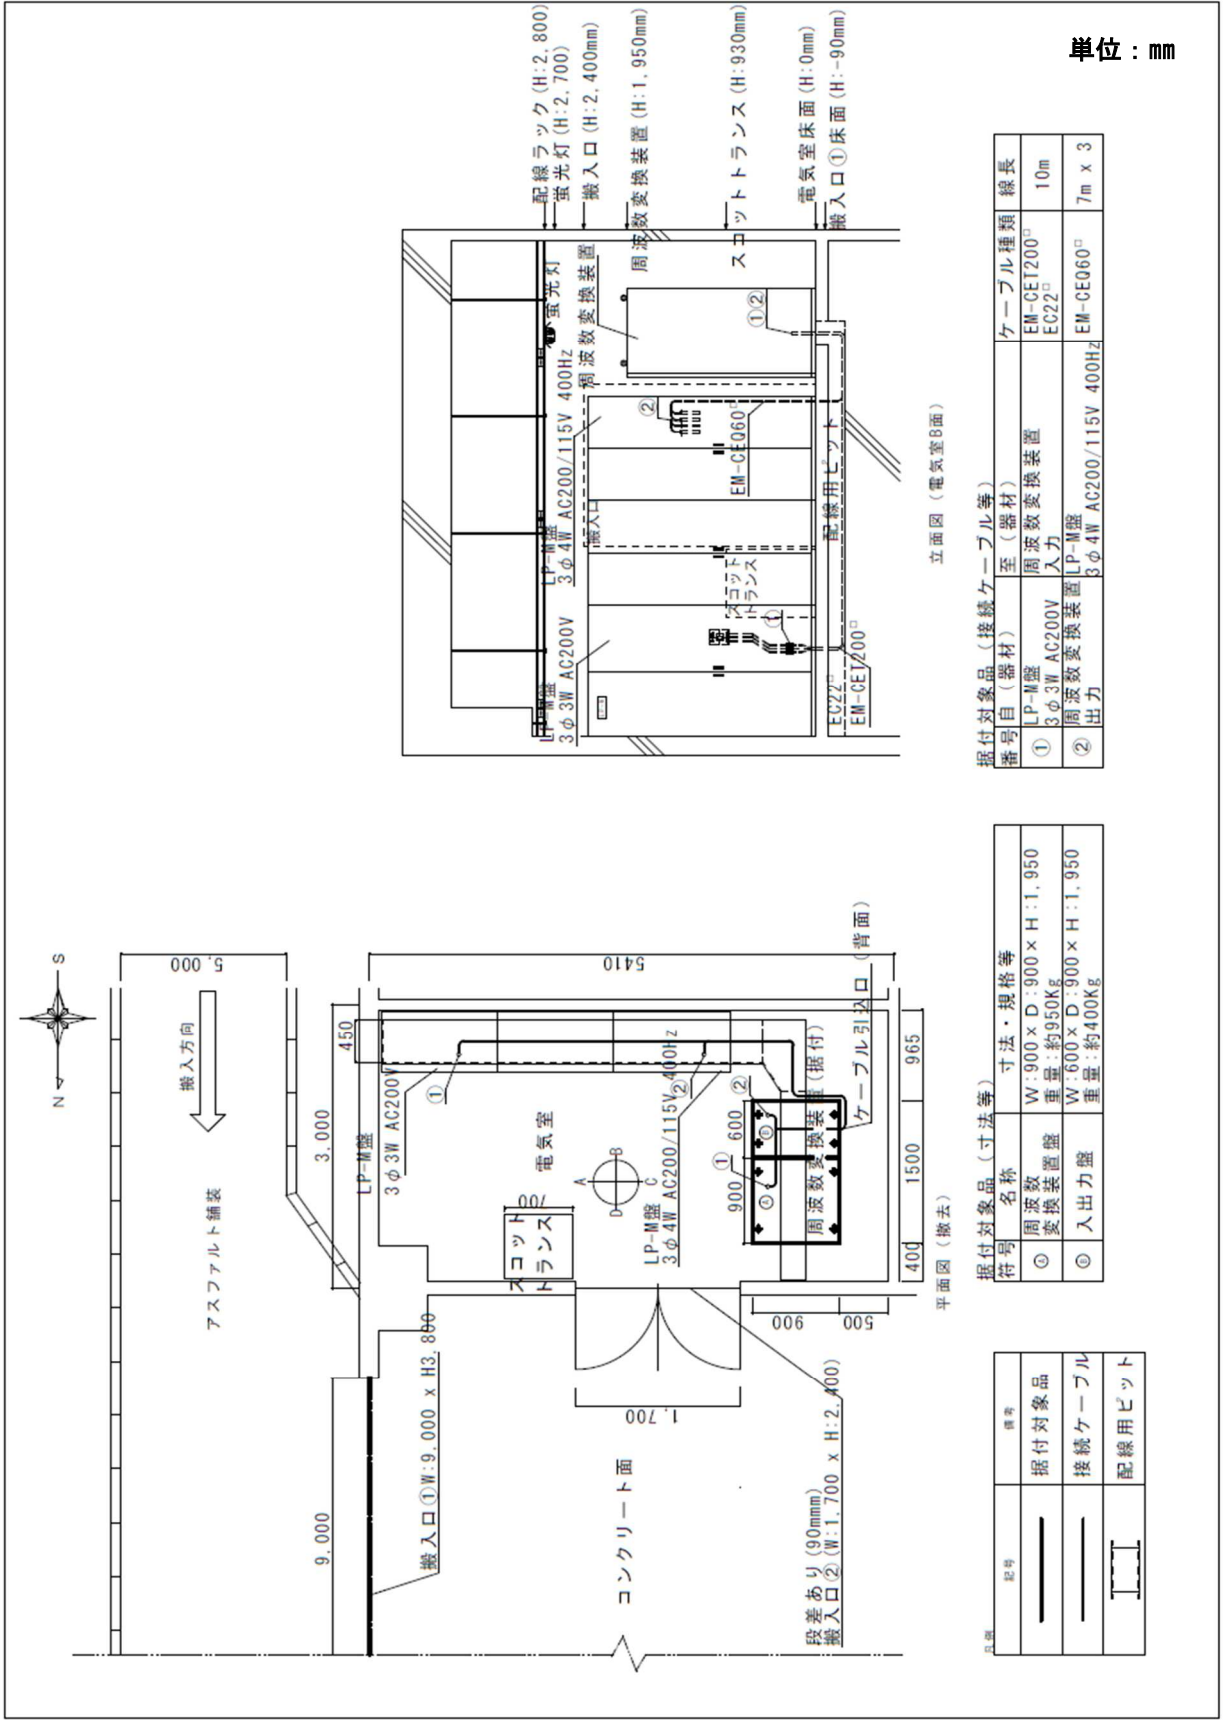 単位：mm
S
N
5,000
搬入方向
アスファルト舗装
9,000
3,000
450
搬入口①W:9,000 x H3,800
LP-M盤
3φ3W AC200V
①
電気室
A
B
C
D
スコット
トランス
700
5410
LP-M盤
3φ4W AC200/115V 400Hz
②
①
②
900
600
Ⓐ
Ⓑ
周波数変換装置(据付)
ケーブル引込口（背面）
400
1500
965
900
500
1,700
コンクリート面
段差あり(90mmm)
搬入口②(W:1,700 x H:2,400)
平面図（撤去）
配線ラック(H:2,800)
蛍光灯(H:2,700)
搬入口(H:2,400mm)
周波数変換装置(H:1,950mm)
スコットトランス(H:930mm)
電気室床面(H:0mm)
搬入口①床面(H:-90mm)
蛍光灯
周波数変換装置
LP-M盤
3φ4W AC200/115V 400Hz
LP-M盤
3φ3W AC200V
搬入口
②
①②
EM-CEQ60□
スコット
トランス
①
配線用ピット
EC22□
EM-CET200□
立面図（電気室B面）
凡例
記号 備考
据付対象品
接続ケーブル
配線用ピット
据付対象品（寸法等）
符号 名称 寸法・規格等
Ⓐ 周波数変換装置盤 W:900×D:900×H:1,950
重量:約950Kg
Ⓑ 入出力盤 W:600×D:900×H:1,950
重量:約400Kg
据付対象品（接続ケーブル等）
番号 自（器材） 至（器材） ケーブル種類 線長
① LP-M盤 周波数変換装置 EM-CET200□ 10m
3φ3W AC200V 入力 EC22□
② 周波数変換装置 LP-M盤 EM-CEQ60□ 7m x 3
出力 3φ4W AC200/115V 400Hz